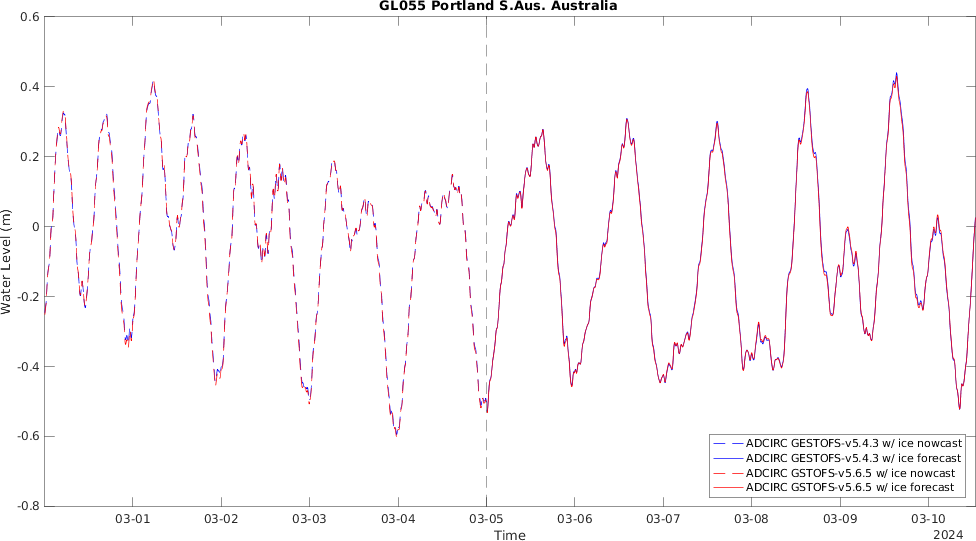 GL055 Portland S.Aus. Australia
0.6
0.4
0.2
0
-0.2
-0.4
-0.6
-0.8
Water Level (m)
ADCIRC GESTOFS-v5.4.3 w/ ice nowcast
ADCIRC GESTOFS-v5.4.3 w/ ice forecast
ADCIRC GSTOFS-v5.6.5 w/ ice nowcast
ADCIRC GSTOFS-v5.6.5 w/ ice forecast
03-01 03-02 03-03 03-04 03-05 03-06 03-07 03-08 03-09 03-10
Time
2024